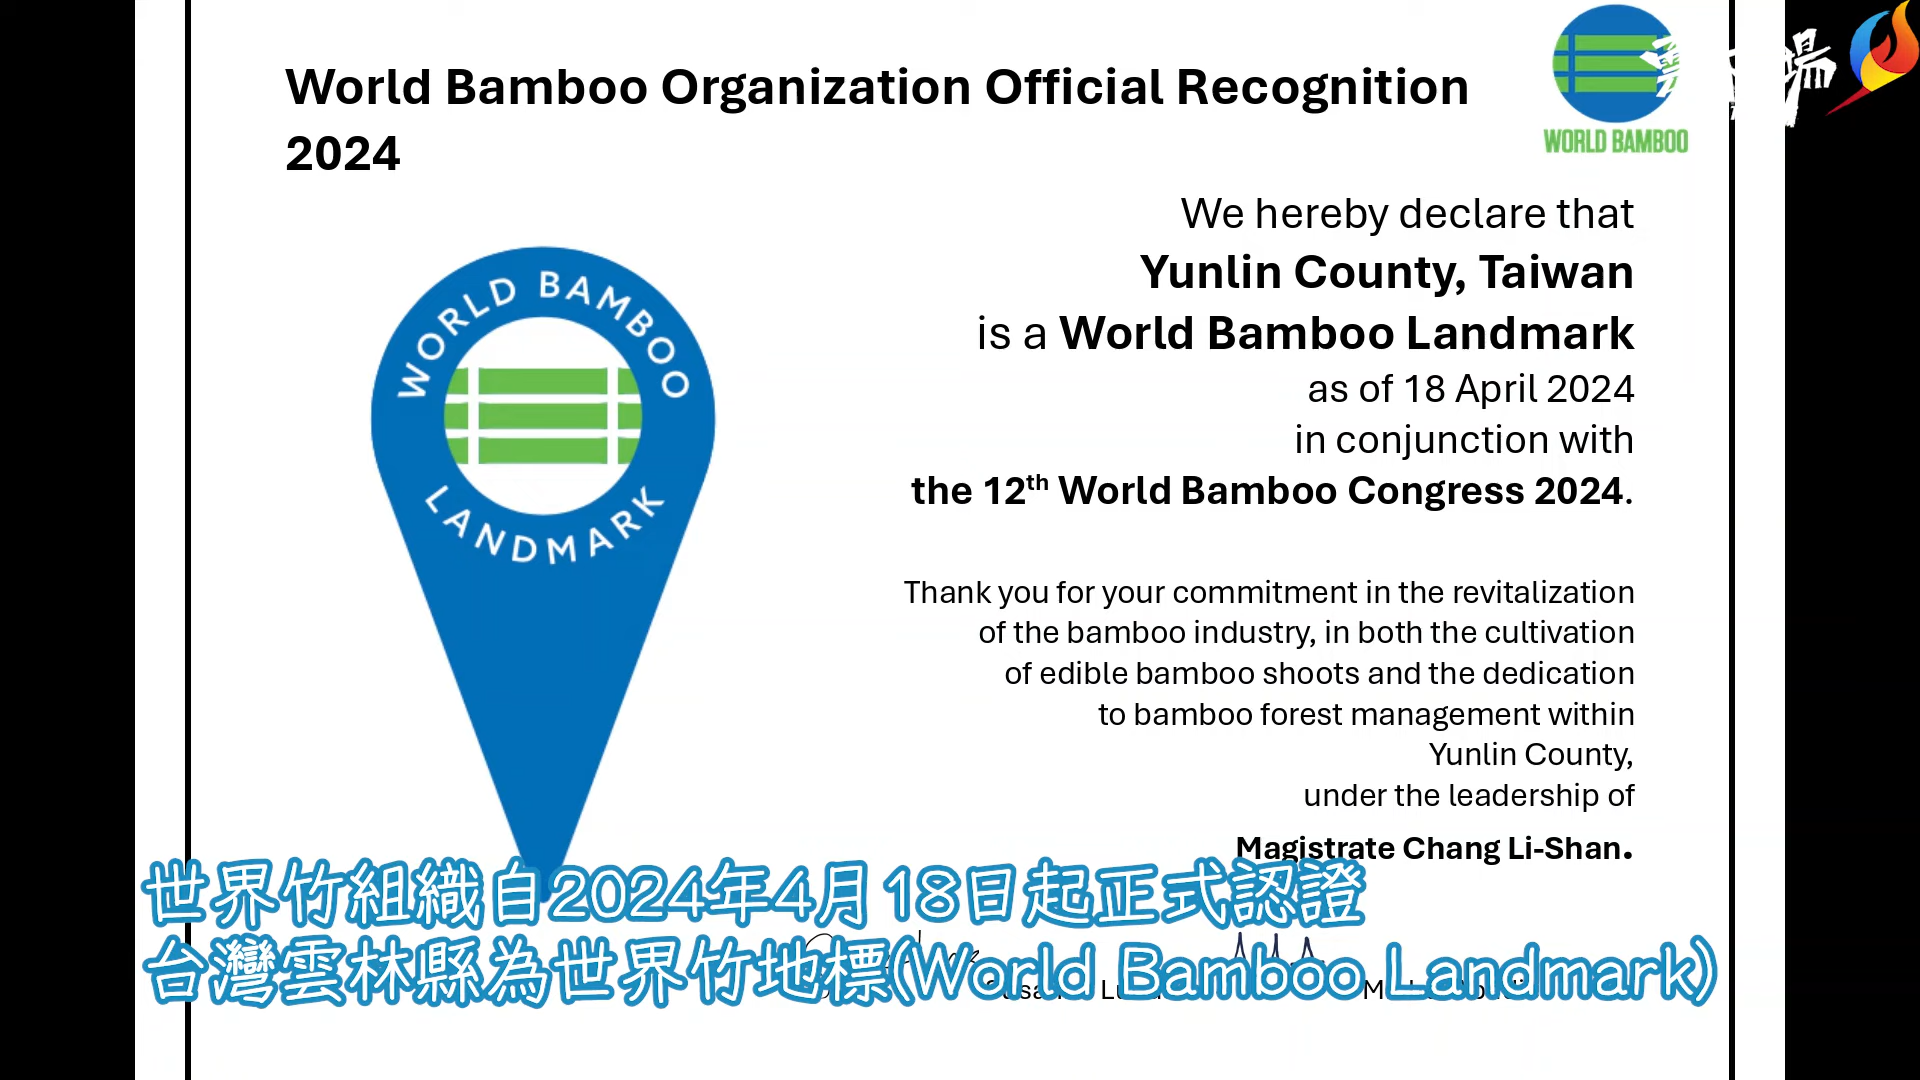 World Bamboo Organization Official Recognition
2024
WORLD BAMBOO
We hereby declare that
Yunlin County, Taiwan
is a World Bamboo Landmark
as of 18 April 2024
in conjunction with
the 12th World Bamboo Congress 2024.
WORLD BAMBOO
LANDMARK
Thank you for your commitment in the revitalization
of the bamboo industry, in both the cultivation
of edible bamboo shoots and the dedication
to bamboo forest management within
Yunlin County,
under the leadership of
Magistrate Chang Li-Shan.
世界竹組織自2024年4月18日起正式認證
台灣雲林縣為世界竹地標(World Bamboo Landmark)